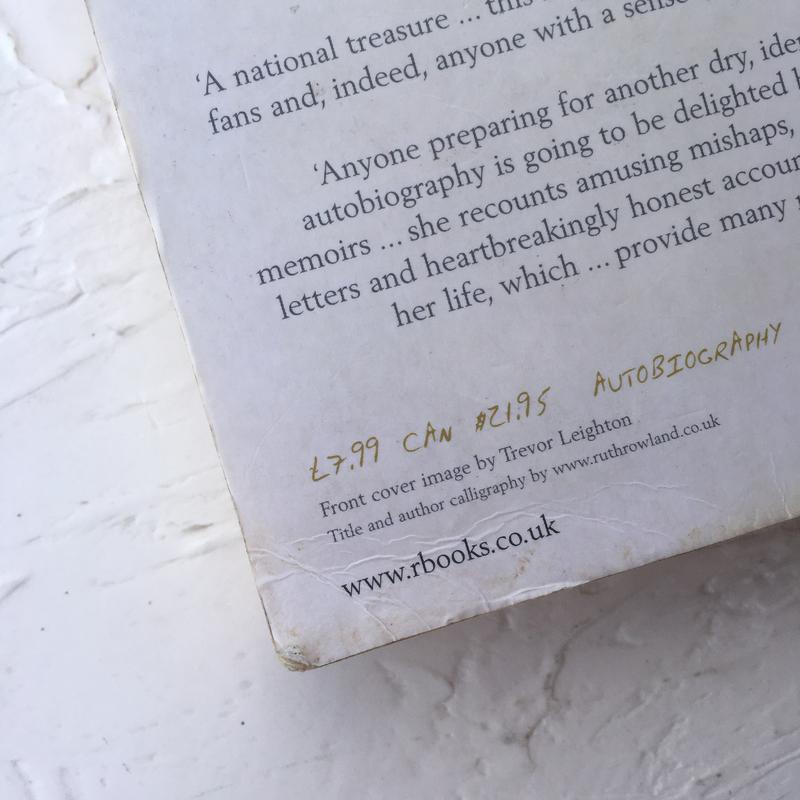 ‘A national treasure ... this
fans and, indeed, anyone with a sense
‘Anyone preparing for another dry,
autobiography is going to be delighted
memoirs ... she recounts amusing mishaps,
letters and heartbreakingly honest
her life, which ... provide many
£7.99 CAN $21.95 AUTOBIOGRAPHY
Front cover image by Trevor Leighton
Title and author calligraphy by www.ruthrowland.co.uk
www.rbooks.co.uk